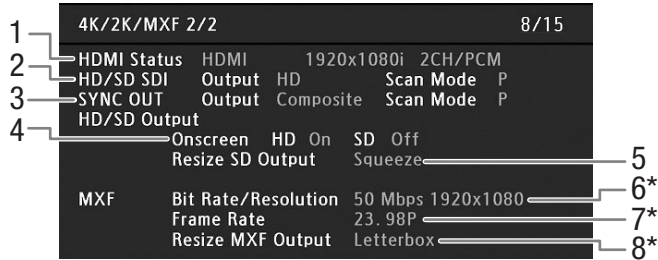 4K/2K/MXF 2/2 8/15
1 HDMI Status HDMI 1920x1080i 2CH/PCM
2 HD/SD SDI Output HD Scan Mode P
3 SYNC OUT Output Composite Scan Mode P
HD/SD Output
4 Onscreen HD On SD Off
Resize SD Output Squeeze 5
MXF Bit Rate/Resolution 50 Mbps 1920x1080 6*
Frame Rate 23.98P 7*
Resize MXF Output Letterbox 8*